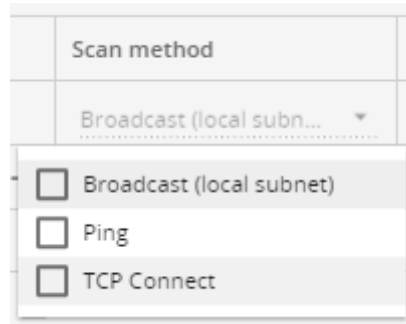 Scan method
Broadcast (local subn...
Broadcast (local subnet)
Ping
TCP Connect